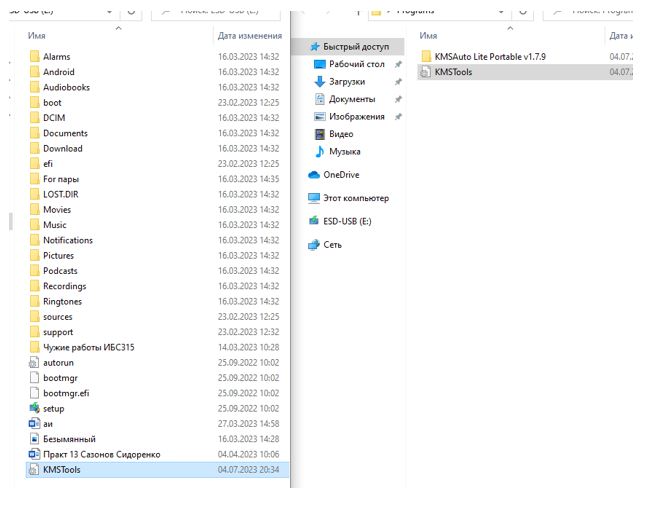 ESD-USB (E:)
Поиск: ESD-USB (E:)
Имя
Дата изменения
Alarms 16.03.2023 14:32
Android 16.03.2023 14:32
Audiobooks 16.03.2023 14:32
boot 23.02.2023 12:25
DCIM 16.03.2023 14:32
Documents 16.03.2023 14:32
Download 16.03.2023 14:32
efi 23.02.2023 12:25
For пары 16.03.2023 14:35
LOST.DIR 16.03.2023 14:32
Movies 16.03.2023 14:32
Music 16.03.2023 14:32
Notifications 16.03.2023 14:32
Pictures 16.03.2023 14:32
Podcasts 16.03.2023 14:32
Recordings 16.03.2023 14:32
Ringtones 16.03.2023 14:32
sources 23.02.2023 12:25
support 23.02.2023 12:32
Чужие работы ИБС315 14.03.2023 10:28
autorun 25.09.2022 10:02
bootmgr 25.09.2022 10:02
bootmgr.efi 25.09.2022 10:02
setup 25.09.2022 10:02
аи 27.03.2023 14:58
Безымянный 16.03.2023 14:28
Практ 13 Сазонов Сидоренко 04.04.2023 10:06
KMSTools 04.07.2023 20:34
Programs
Быстрый доступ
Рабочий стол
Загрузки
Документы
Изображения
Видео
Музыка
OneDrive
Этот компьютер
ESD-USB (E:)
Сеть
Имя
Дата и
KMSAuto Lite Portable v1.7.9 04.07.
KMSTools 04.07.